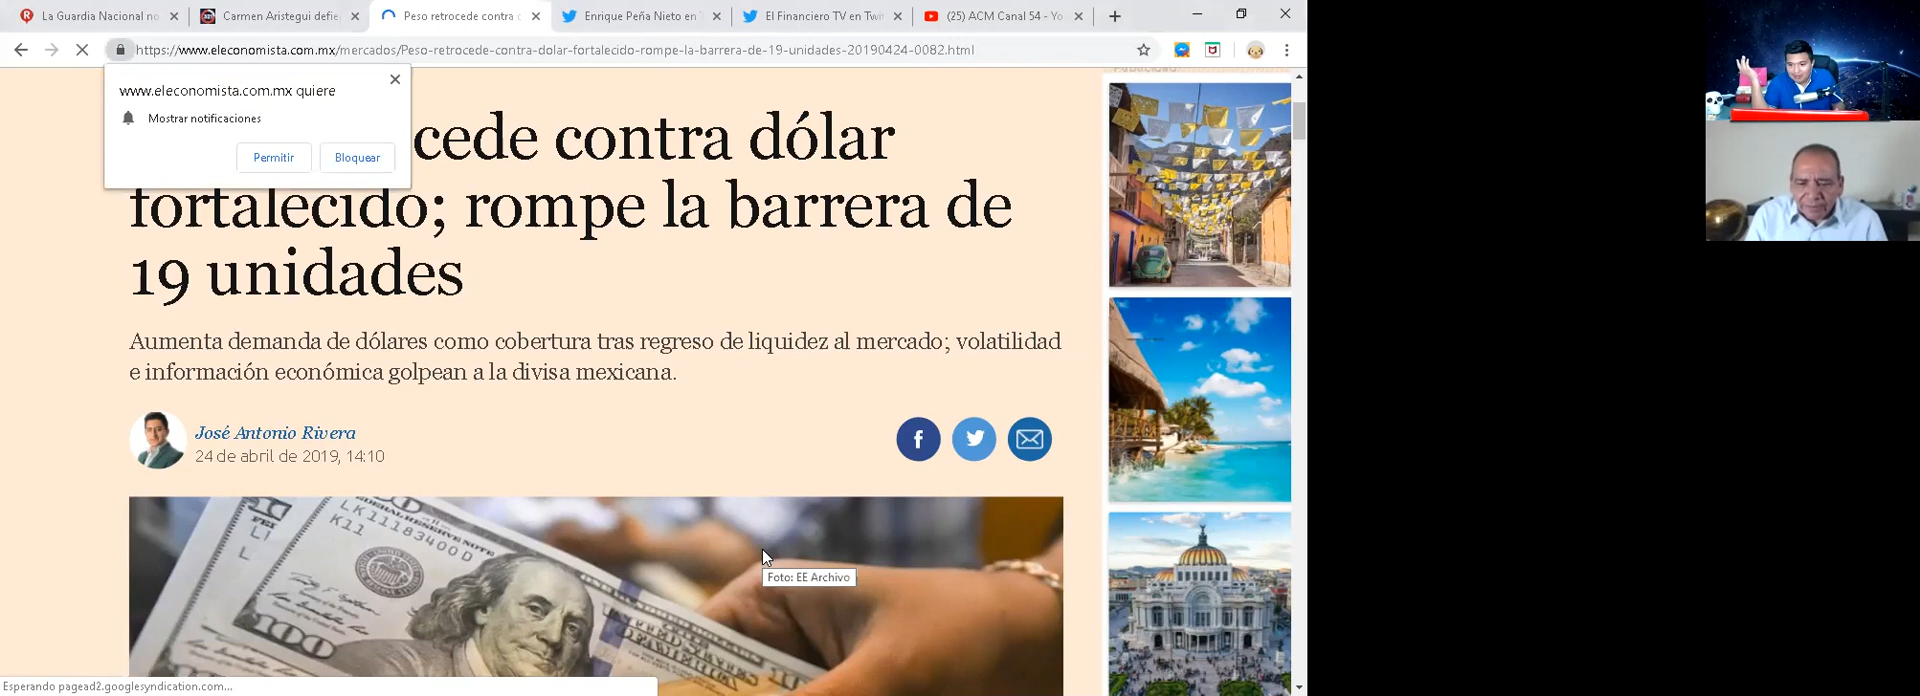 La Guardia Nacional no
Carmen Aristegui defie
Peso retrocede contra
Enrique Peña Nieto en
El Financiero TV en Twi
(25) ACM Canal 54 - Yo
https://www.eleconomista.com.mx/mercados/Peso-retrocede-contra-dolar-fortalecido-rompe-la-barrera-de-19-unidades-20190424-0082.html
www.eleconomista.com.mx quiere
Mostrar notificaciones
Permitir
Bloquear
cede contra dólar
fortalecido; rompe la barrera de
19 unidades
Aumenta demanda de dólares como cobertura tras regreso de liquidez al mercado; volatilidad
e información económica golpean a la divisa mexicana.
José Antonio Rivera
24 de abril de 2019, 14:10
LK11183400D
K11
100
Foto: EE Archivo
Esperando pagead2.googlesyndication.com...